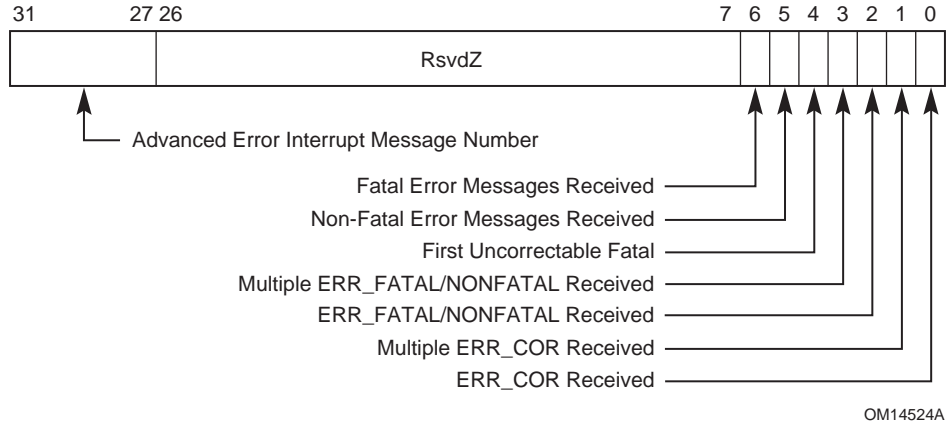 31 27 26 7 6 5 4 3 2 1 0
RsvdZ
Advanced Error Interrupt Message Number
Fatal Error Messages Received
Non-Fatal Error Messages Received
First Uncorrectable Fatal
Multiple ERR_FATAL/NONFATAL Received
ERR_FATAL/NONFATAL Received
Multiple ERR_COR Received
ERR_COR Received
OM14524A